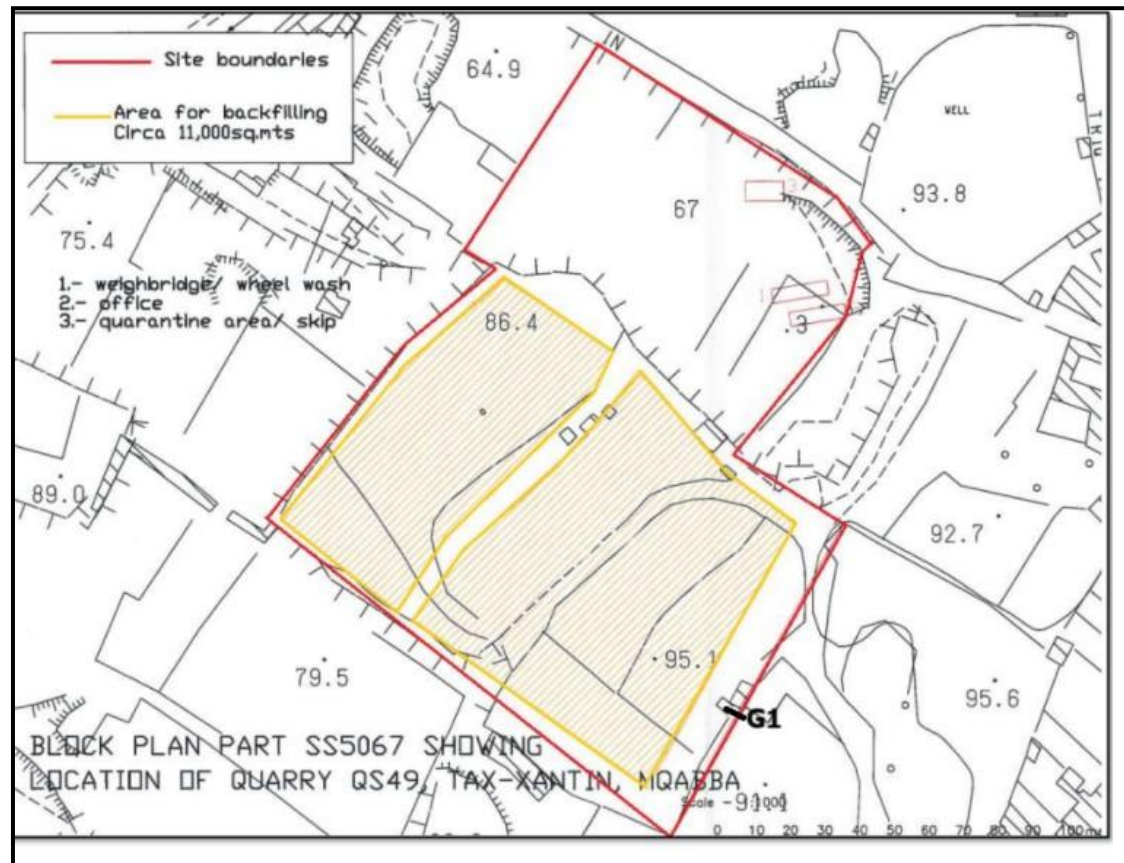 Site boundaries
Area for backfilling
Circa 11,000sq.mts
IN
64.9
WELL
TRIQ
93.8
67
3
75.4
1.- weighbridge/ wheel wash
2.- office
3.- quarantine area/ skip
86.4
1
3
89.0
92.7
95.1
79.5
95.6
G1
BLOCK PLAN PART SS5067 SHOWING
LOCATION OF QUARRY QS49, TAX-XANTIN, MQABBA
Scale
0 10 20 30 40 50 60 70 80 90 100